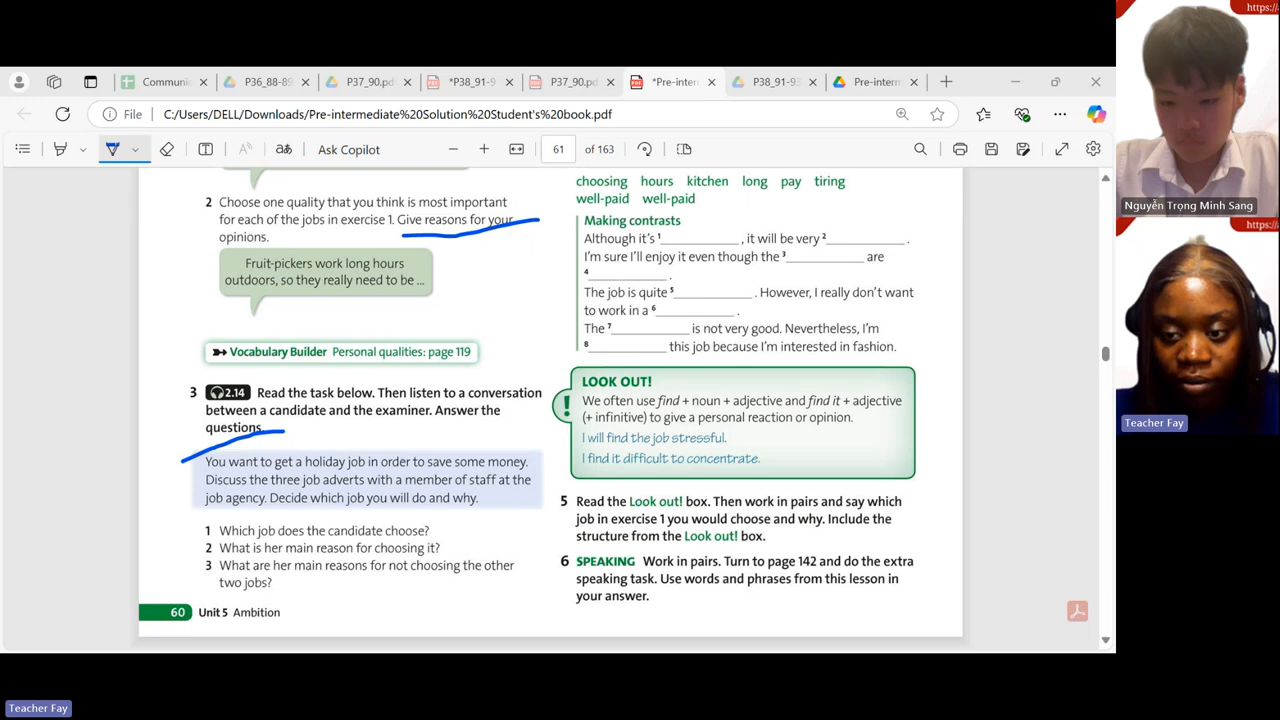 Communic
P36_88-89
P37_90.pd
*P38_91-9
P37_90.pd
*Pre-inter
P38_91-93
Pre-interm
File
C:/Users/DELL/Downloads/Pre-intermediate%20Solution%20Student's%20book.pdf
Ask Copilot
61 of 163
2 Choose one quality that you think is most important
for each of the jobs in exercise 1. Give reasons for your
opinions.
Fruit-pickers work long hours
outdoors, so they really need to be ...
Vocabulary Builder Personal qualities: page 119
3 2.14 Read the task below. Then listen to a conversation
between a candidate and the examiner. Answer the
questions.
You want to get a holiday job in order to save some money.
Discuss the three job adverts with a member of staff at the
job agency. Decide which job you will do and why.
1 Which job does the candidate choose?
2 What is her main reason for choosing it?
3 What are her main reasons for not choosing the other
two jobs?
60 Unit 5 Ambition
choosing hours kitchen long pay tiring
well-paid well-paid
Making contrasts
Although it's 1____________, it will be very 2____________.
I'm sure I'll enjoy it even though the 3____________ are
4____________.
The job is quite 5____________. However, I really don't want
to work in a 6____________.
The 7____________ is not very good. Nevertheless, I'm
8____________ this job because I'm interested in fashion.
LOOK OUT!
! We often use find + noun + adjective and find it + adjective
(+ infinitive) to give a personal reaction or opinion.
I will find the job stressful.
I find it difficult to concentrate.
5 Read the Look out! box. Then work in pairs and say which
job in exercise 1 you would choose and why. Include the
structure from the Look out! box.
6 SPEAKING Work in pairs. Turn to page 142 and do the extra
speaking task. Use words and phrases from this lesson in
your answer.
https:/
Nguyễn Trọng Minh Sang
https:/
Teacher Fay
Teacher Fay